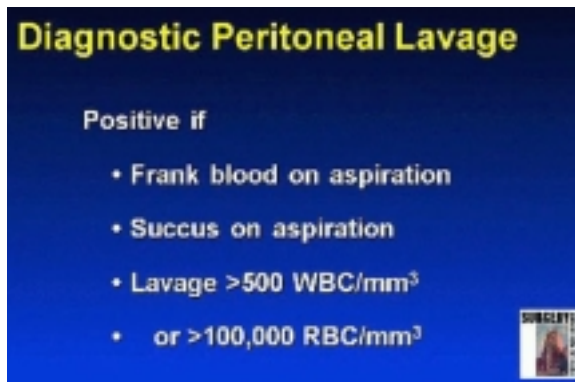 Diagnostic Peritoneal Lavage
Positive if
• Frank blood on aspiration
• Succus on aspiration
• Lavage >500 WBC/mm³
• or >100,000 RBC/mm³
SURGERY